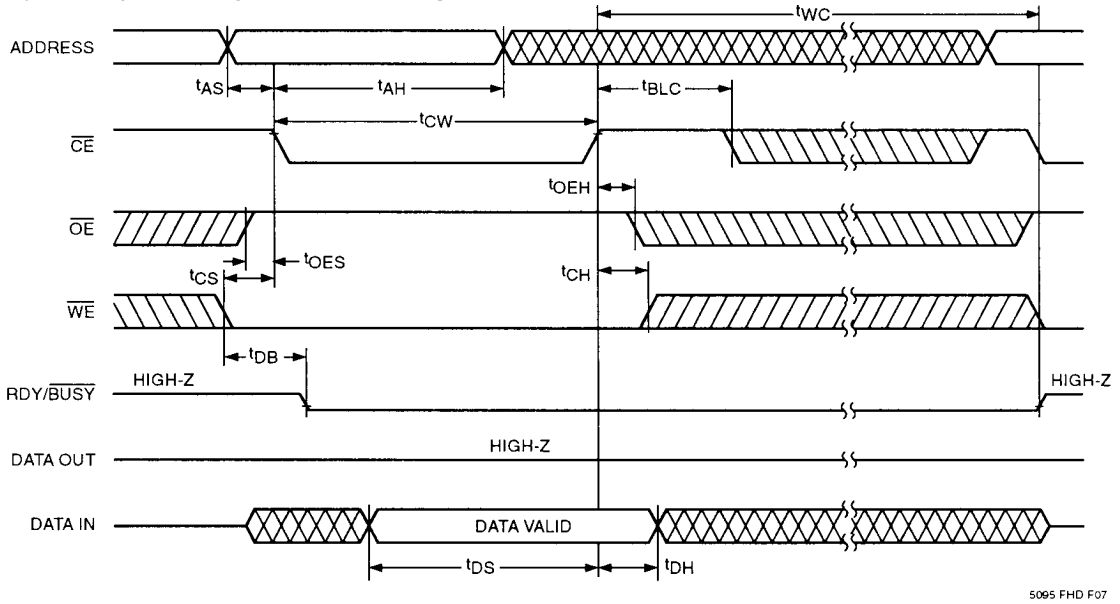 tWC
ADDRESS
tAS
tAH
tBLC
tCW
CE
tOEH
OE
tOES
tCS
tCH
WE
tDB
HIGH-Z
HIGH-Z
RDY/BUSY
HIGH-Z
DATA OUT
DATA IN
DATA VALID
tDS
tDH
5095 FHD F07